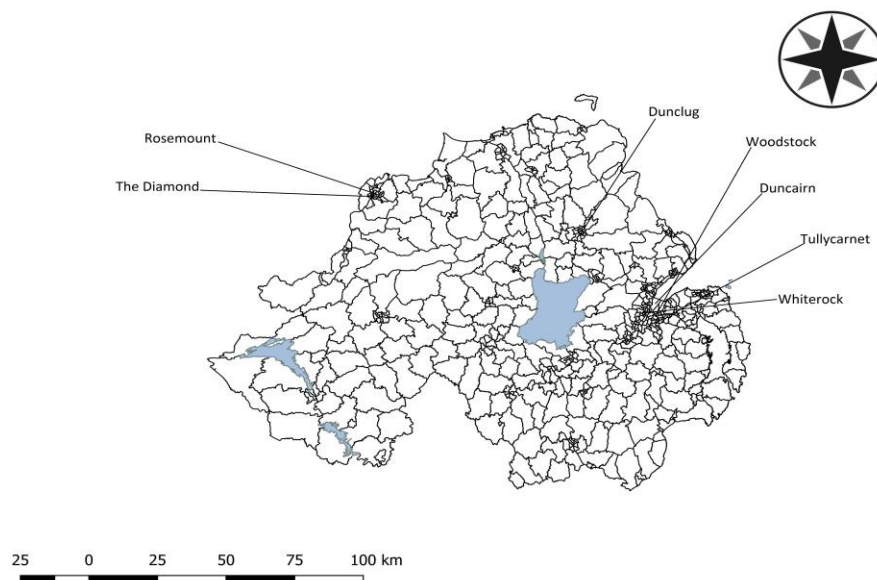 Dunclug
Rosemount
Woodstock
The Diamond
Duncairn
Tullycarnet
Whiterock
25 0 25 50 75 100 km